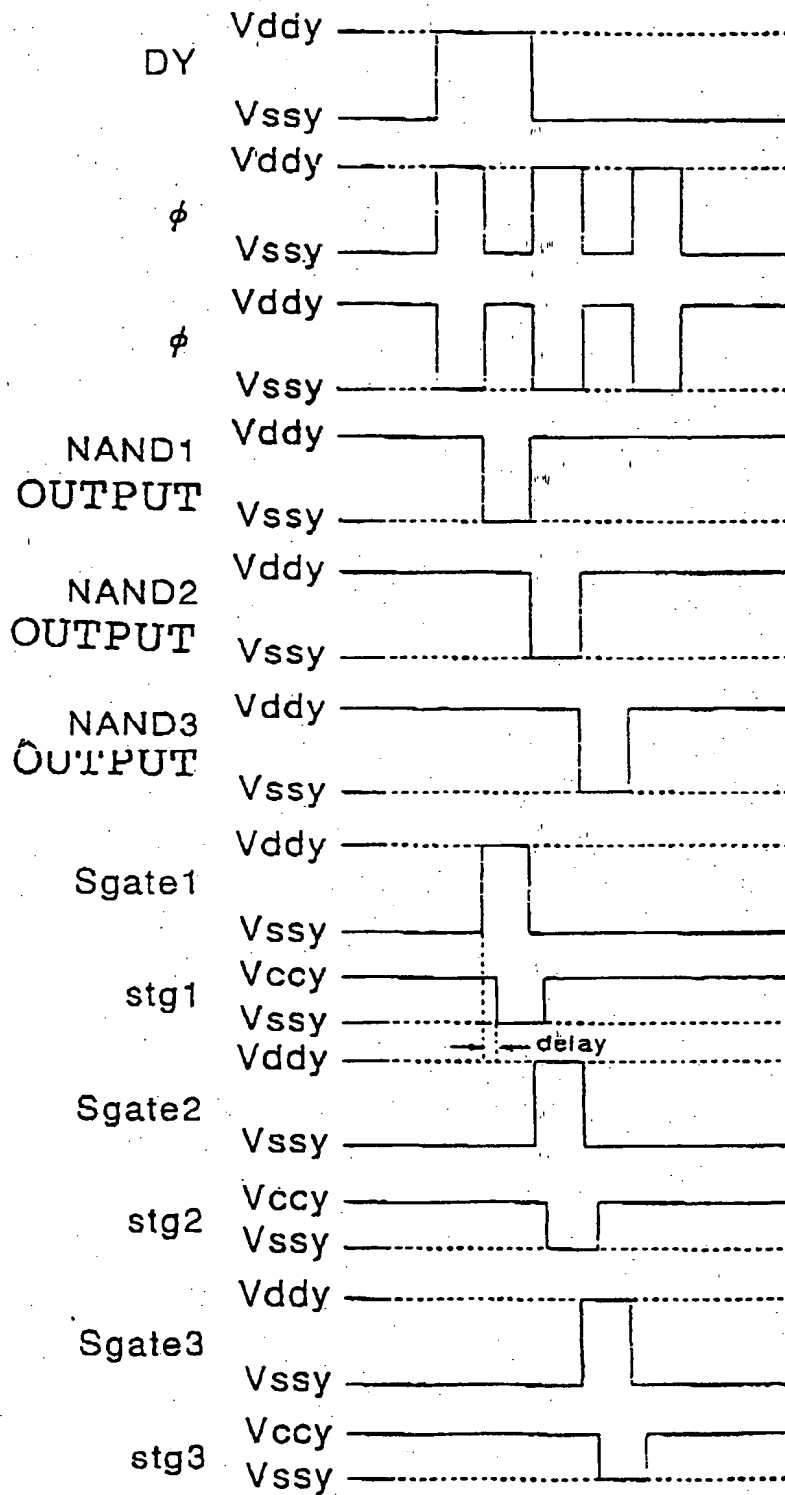 Vddy
DY
Vssy
Vddy
ϕ
Vssy
Vddy
ϕ
Vssy
Vddy
NAND1
OUTPUT
Vssy
Vddy
NAND2
OUTPUT
Vssy
Vddy
NAND3
OUTPUT
Vssy
Vddy
Sgate1
Vssy
Vccy
stg1
Vssy
delay
Vddy
Sgate2
Vssy
Vccy
stg2
Vssy
Vddy
Sgate3
Vssy
Vccy
stg3
Vssy